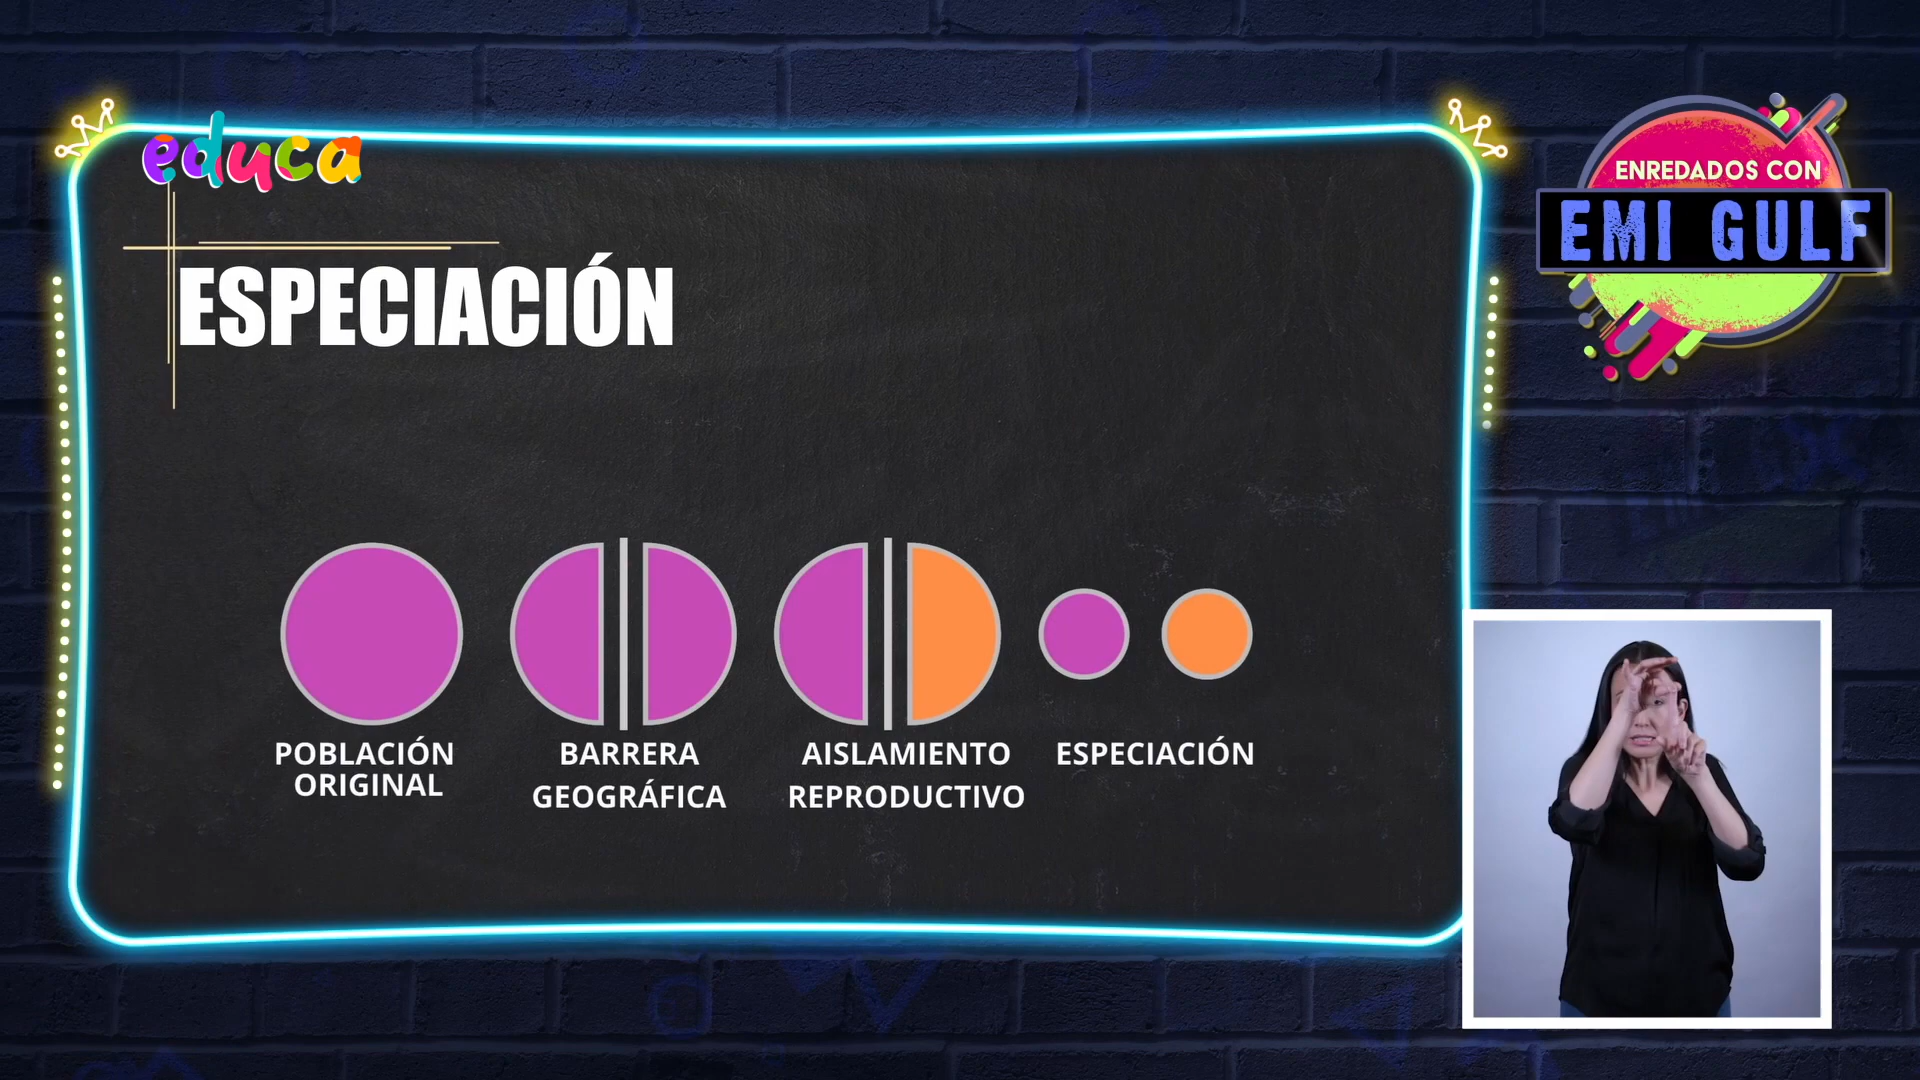 educa
ENREDADOS CON
EMI GULF
ESPECIACIÓN
POBLACIÓN
ORIGINAL
BARRERA
GEOGRÁFICA
AISLAMIENTO
REPRODUCTIVO
ESPECIACIÓN